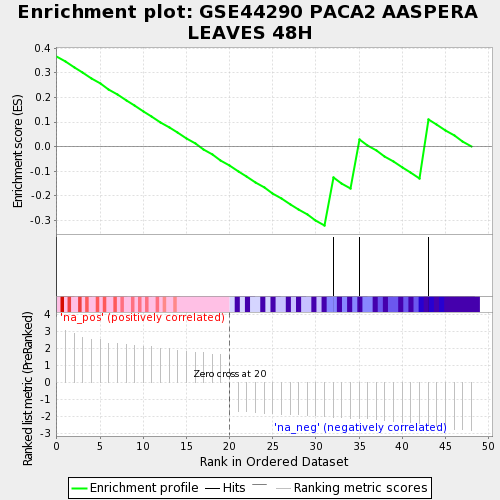 Enrichment plot: GSE44290 PACA2 AASPERA
LEAVES 48H
Enrichment score (ES)
0.4
0.3
0.2
0.1
0.0
-0.1
-0.2
-0.3
'na_pos' (positively correlated)
Zero cross at 20
'na_neg' (negatively correlated)
Ranked list metric (PreRanked)
4
3
2
1
0
-1
-2
-3
0 5 10 15 20 25 30 35 40 45 50
Rank in Ordered Dataset
Enrichment profile Hits Ranking metric scores